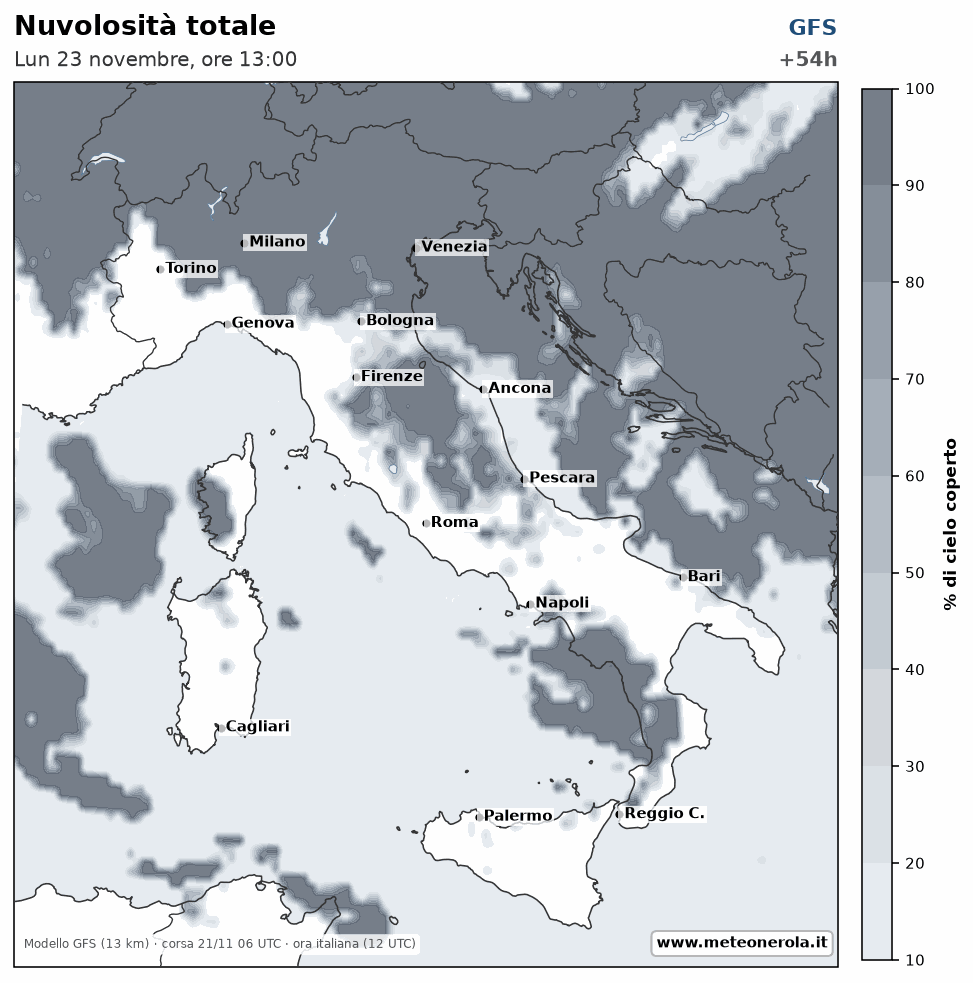 Nuvolosità totale
GFS
Lun 23 novembre, ore 13:00
+54h
100
90
80
70
60
50
40
30
20
10
% di cielo coperto
Milano
Venezia
Torino
Genova
Bologna
Firenze
Ancona
Pescara
Roma
Bari
Napoli
Cagliari
Palermo
Reggio C.
Modello GFS (13 km) · corsa 21/11 06 UTC · ora italiana (12 UTC)
www.meteonerola.it